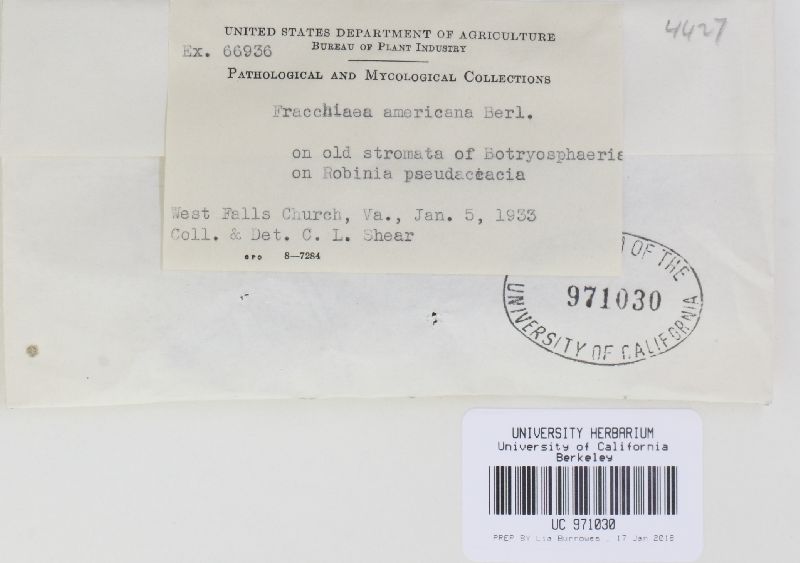 4427
UNITED STATES DEPARTMENT OF AGRICULTURE
BUREAU OF PLANT INDUSTRY
Ex. 66936
PATHOLOGICAL AND MYCOLOGICAL COLLECTIONS
Fracchiaea americana Berl.
on old stromata of Botryosphaeria
on Robinia pseudacacia
West Falls Church, Va., Jan. 5, 1933
Coll. & Det. C. L. Shear
GPO 8—7284
OF THE
971030
UNIVERSITY OF CALIFORNIA
UNIVERSITY HERBARIUM
University of California
Berkeley
UC 971030
PREP BY Lia Burrowes , 17 Jan 2018